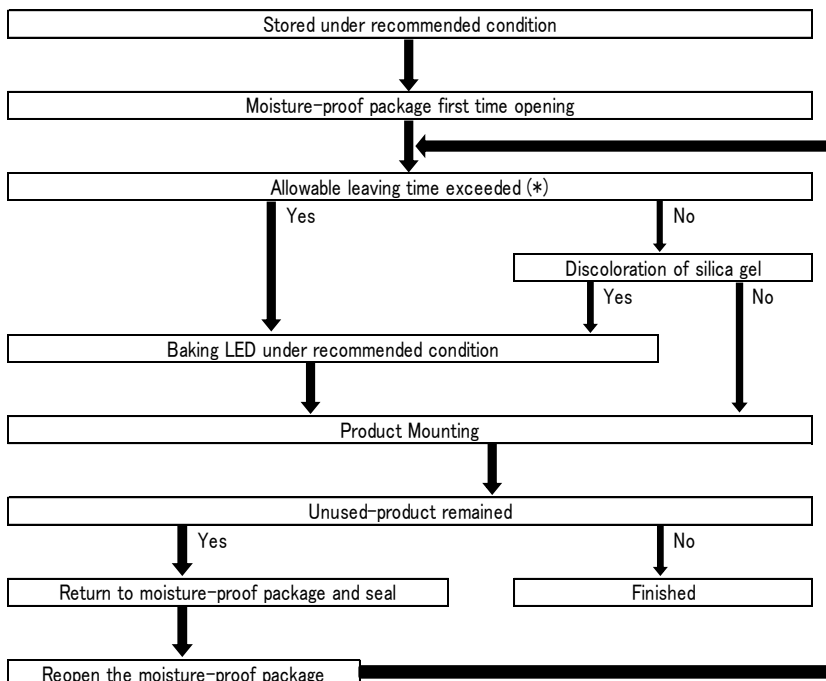 Stored under recommended condition
Moisture-proof package first time opening
Allowable leaving time exceeded (*)
Yes
No
Discoloration of silica gel
Yes
No
Baking LED under recommended condition
Product Mounting
Unused-product remained
Yes
No
Return to moisture-proof package and seal
Finished
Reopen the moisture-proof package